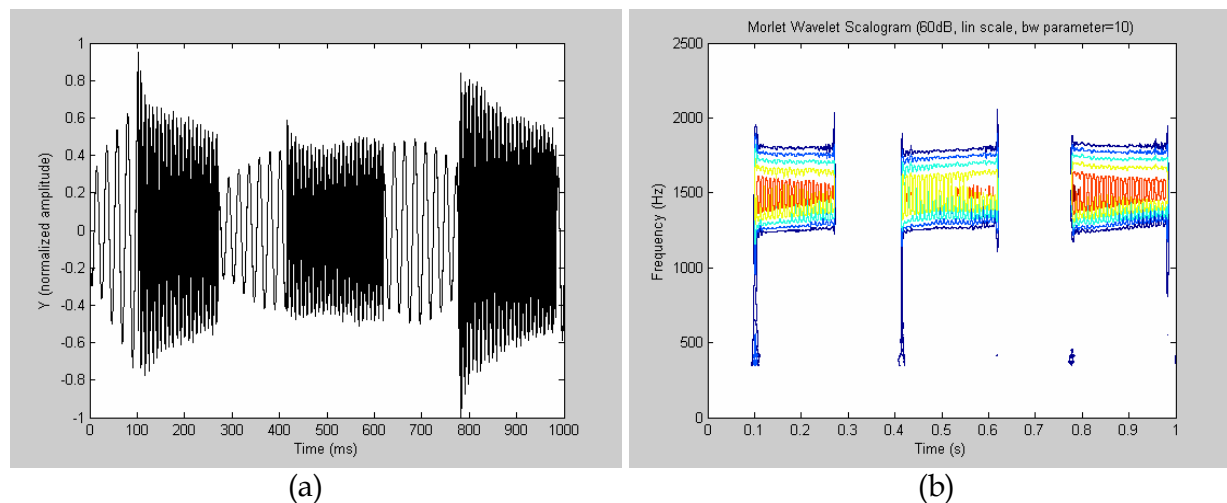 1
0.8
0.6
0.4
0.2
0
-0.2
-0.4
-0.6
-0.8
-1
Y (normalized amplitude)
0 100 200 300 400 500 600 700 800 900 1000
Time (ms)
(a)
Morlet Wavelet Scalogram (60dB, lin scale, bw parameter=10)
2500
2000
1500
1000
500
0
Frequency (Hz)
0 0.1 0.2 0.3 0.4 0.5 0.6 0.7 0.8 0.9 1
Time (s)
(b)